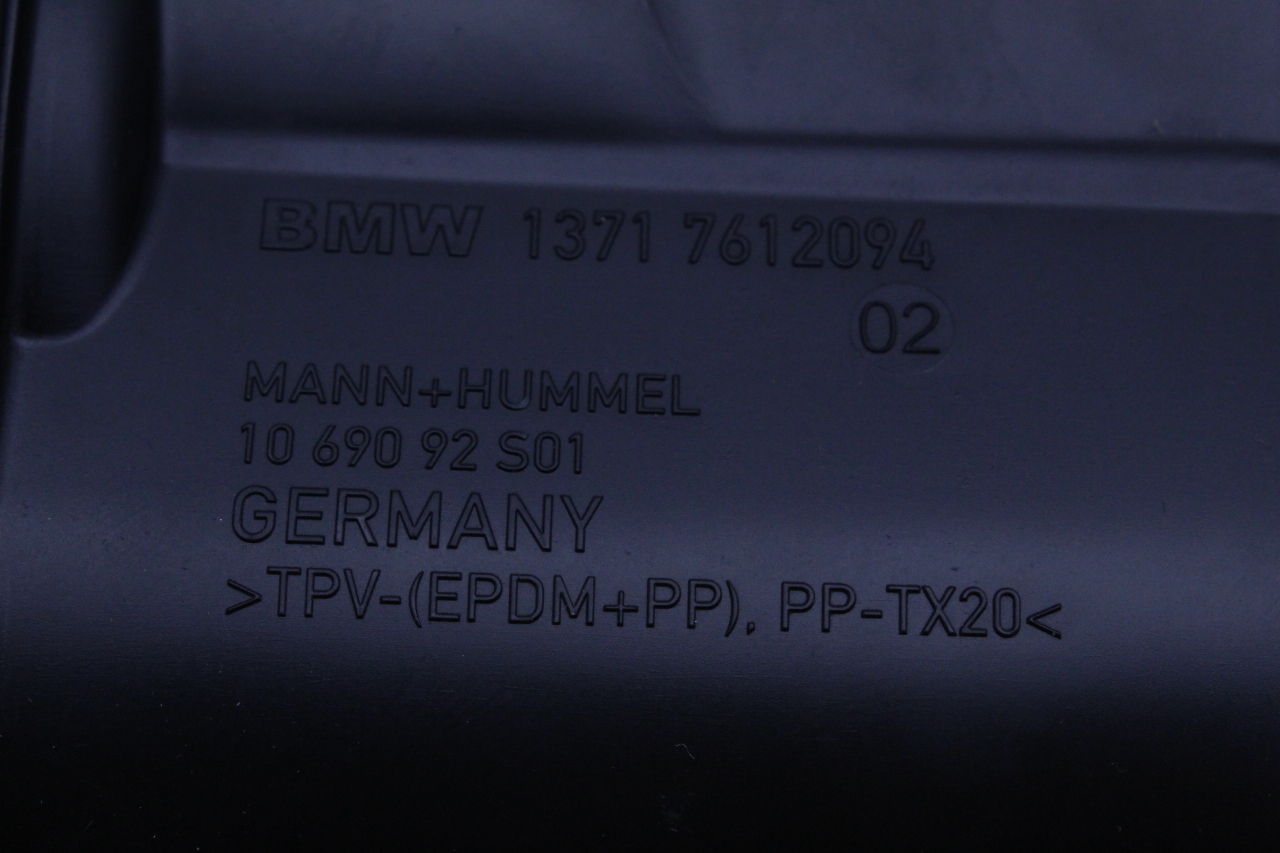 BMW 1371 7612094
02
MANN+HUMMEL
10 690 92 S01
GERMANY
>TPV-(EPDM+PP), PP-TX20<